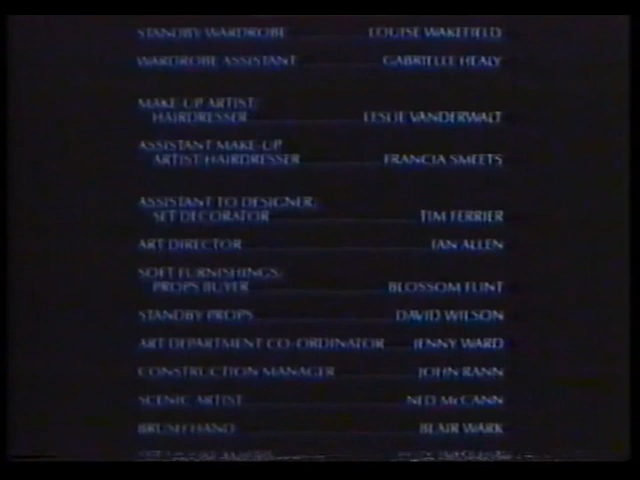 STANDBY WARDROBE LOUISE WAKEFIELD
WARDROBE ASSISTANT GABRIELLE HEALY
MAKE-UP ARTIST/
HAIRDRESSER LESLIE VANDERWALT
ASSISTANT MAKE-UP
ARTIST/HAIRDRESSER FRANCIA SMEETS
ASSISTANT TO DESIGNER/
SET DECORATOR TIM FERRIER
ART DIRECTOR IAN ALLEN
SOFT FURNISHINGS/
PROPS BUYER BLOSSOM FLINT
STANDBY PROPS DAVID WILSON
ART DEPARTMENT CO-ORDINATOR JENNY WARD
CONSTRUCTION MANAGER JOHN RANN
SCENIC ARTIST NED McCANN
BRUSH HAND BLAIR WARK